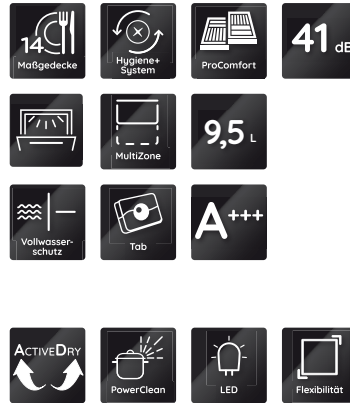 14
Maßgedecke
Hygiene+
System
ProComfort
41 dB
MultiZone
9,5 L
Vollwasser-
schutz
Tab
A+++
ACTIVEDRY
PowerClean
LED
Flexibilität